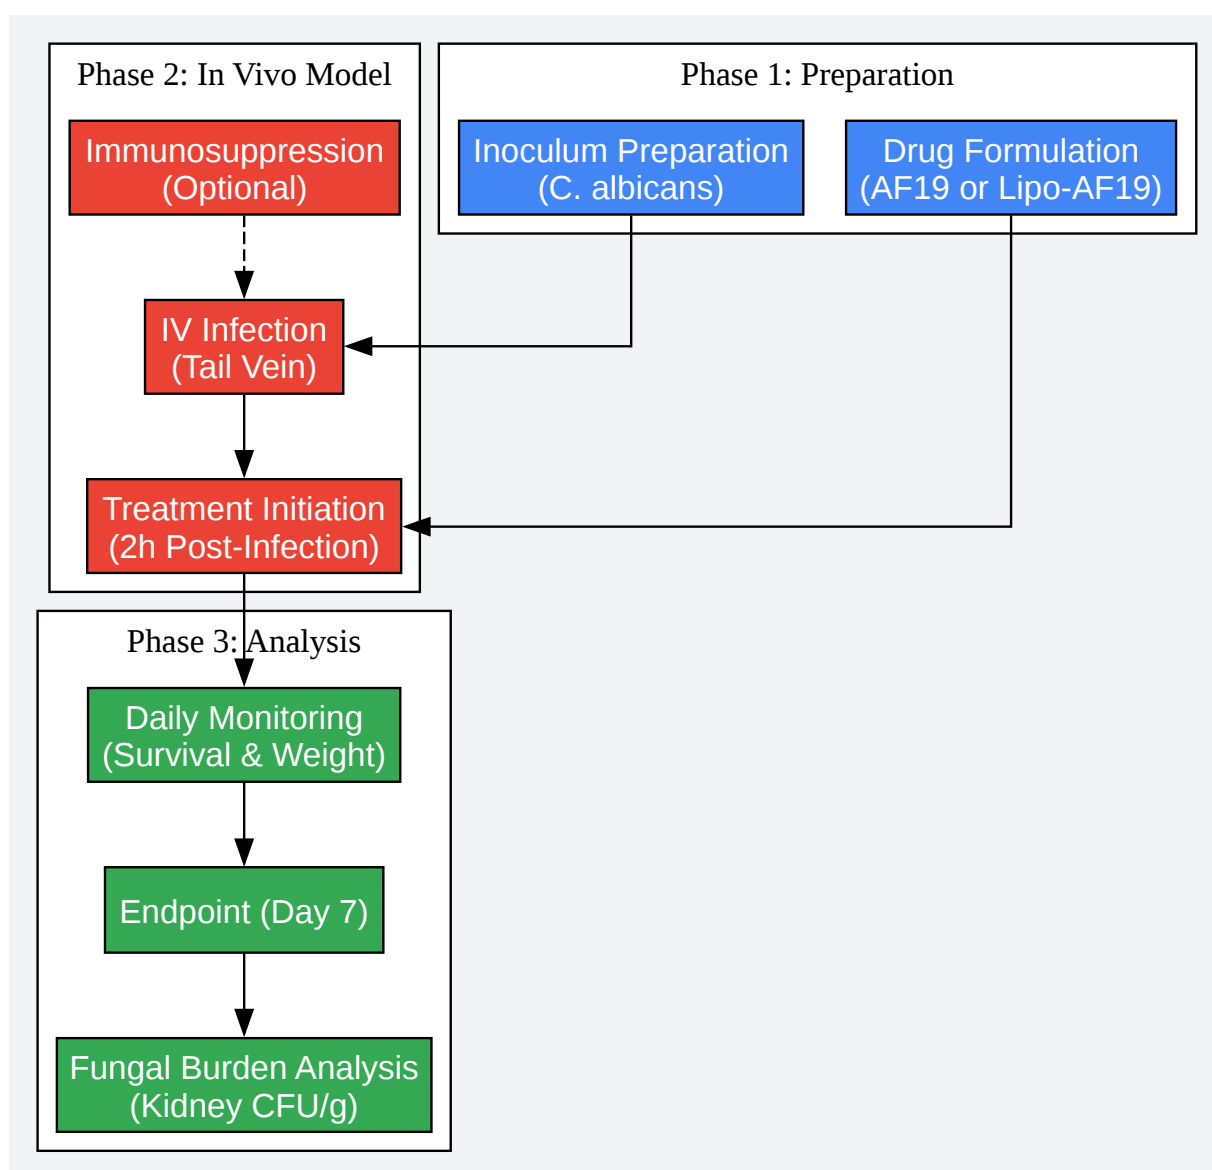 Phase 2: In Vivo Model
Immunosuppression
(Optional)
IV Infection
(Tail Vein)
Treatment Initiation
(2h Post-Infection)
Phase 1: Preparation
Inoculum Preparation
(C. albicans)
Drug Formulation
(AF19 or Lipo-AF19)
Phase 3: Analysis
Daily Monitoring
(Survival & Weight)
Endpoint (Day 7)
Fungal Burden Analysis
(Kidney CFU/g)